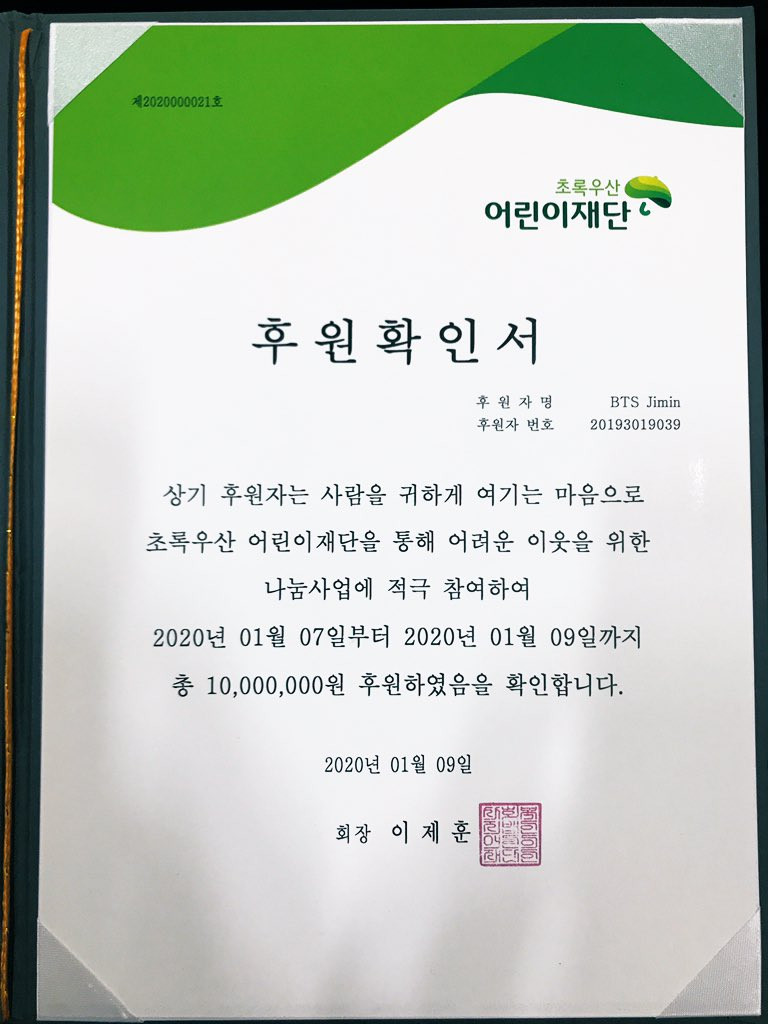 제2020000021호
초록우산
어린이재단
후원확인서
후원자명 BTS Jimin
후원자 번호 20193019039
상기 후원자는 사람을 귀하게 여기는 마음으로
초록우산 어린이재단을 통해 어려운 이웃을 위한
나눔사업에 적극 참여하여
2020년 01월 07일부터 2020년 01월 09일까지
총 10,000,000원 후원하였음을 확인합니다.
2020년 01월 09일
회장 이제훈